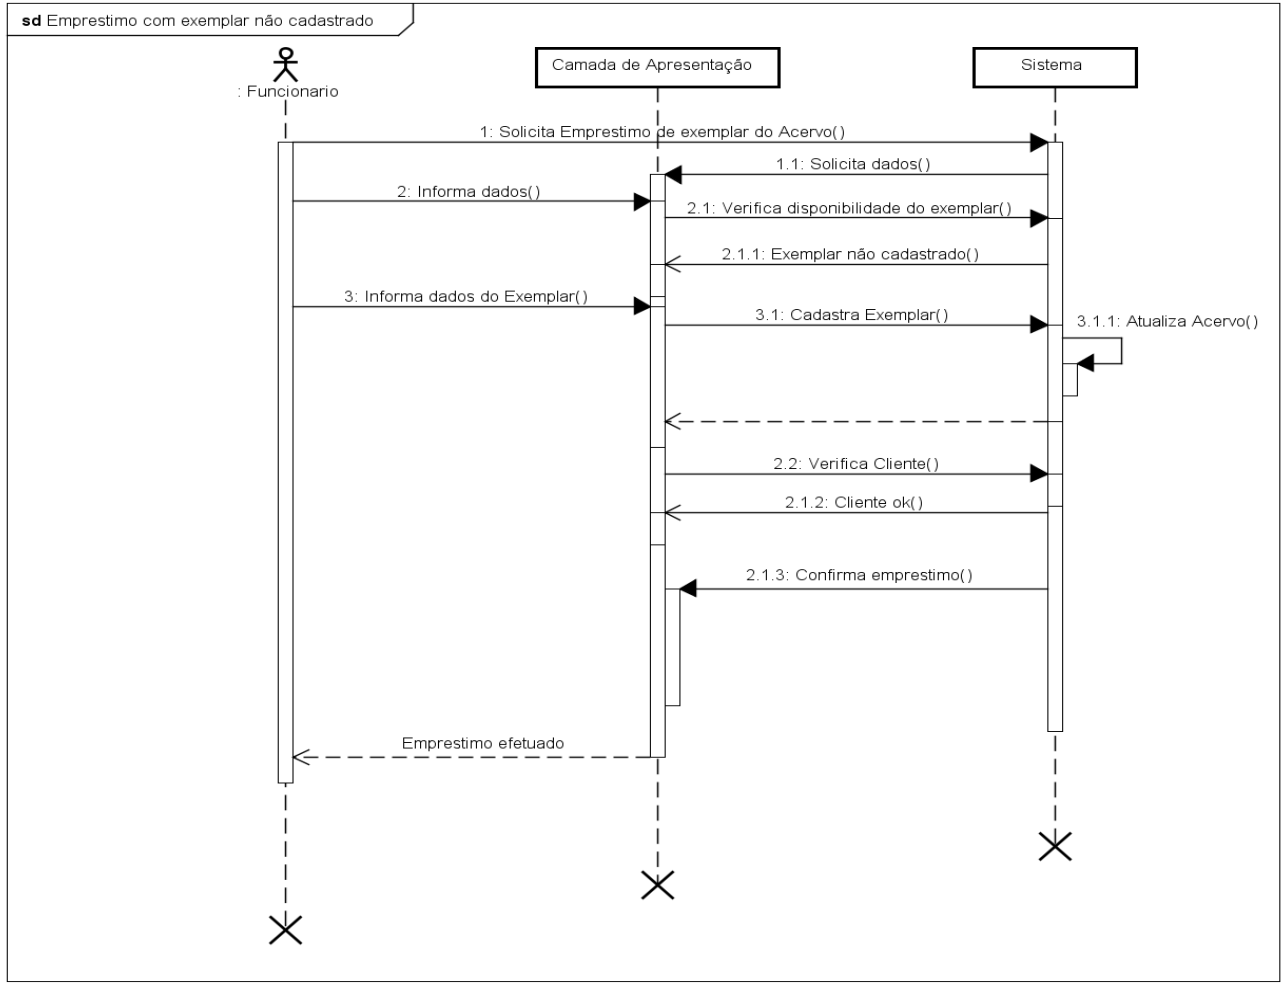 sd Emprestimo com exemplar não cadastrado
: Funcionario
Camada de Apresentação
Sistema
1: Solicita Emprestimo de exemplar do Acervo()
1.1: Solicita dados()
2: Informa dados()
2.1: Verifica disponibilidade do exemplar()
2.1.1: Exemplar não cadastrado()
3: Informa dados do Exemplar()
3.1: Cadastra Exemplar()
3.1.1: Atualiza Acervo()
2.2: Verifica Cliente()
2.1.2: Cliente ok()
2.1.3: Confirma emprestimo()
Emprestimo efetuado